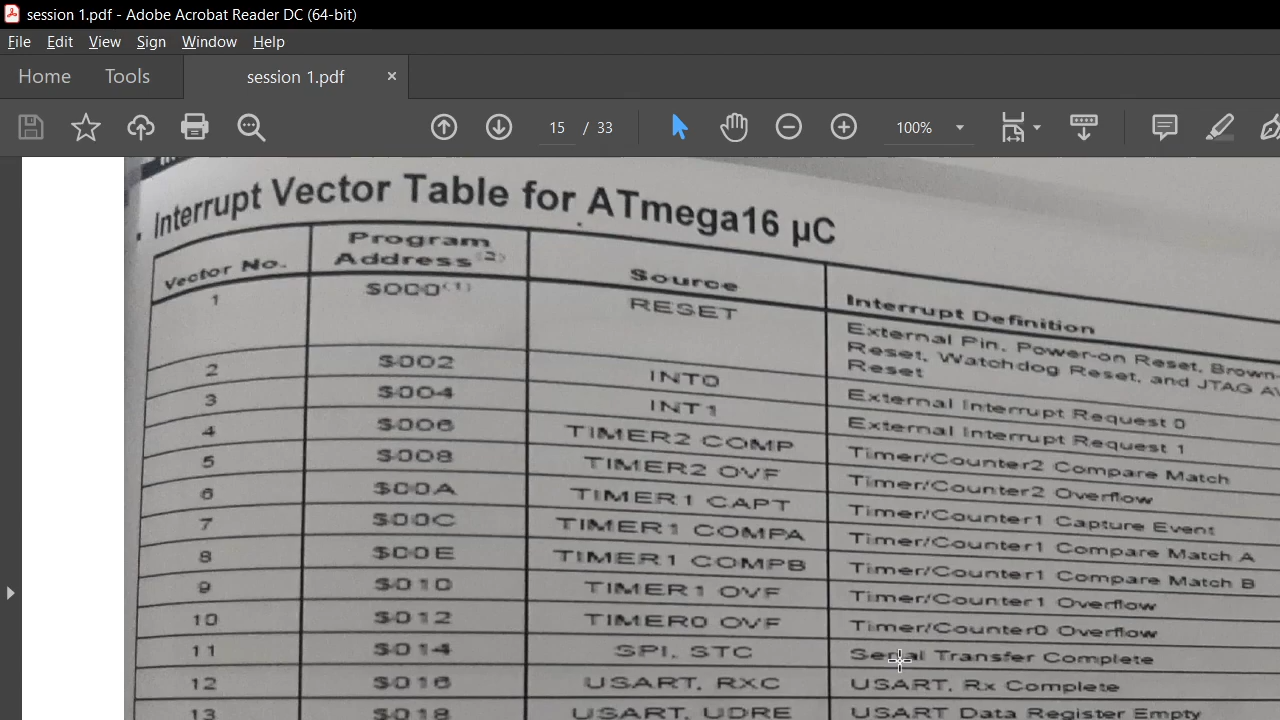 session 1.pdf - Adobe Acrobat Reader DC (64-bit)
File Edit View Sign Window Help
Home Tools session 1.pdf ×
15 / 33 100%
Interrupt Vector Table for ATmega16 µC
Vector No. Program Address(2) Source Interrupt Definition
1 $000(1) RESET External Pin, Power-on Reset, Brown-
Reset, Watchdog Reset, and JTAG AV
Reset
2 $002 INT0 External Interrupt Request 0
3 $004 INT1 External Interrupt Request 1
4 $006 TIMER2 COMP Timer/Counter2 Compare Match
5 $008 TIMER2 OVF Timer/Counter2 Overflow
6 $00A TIMER1 CAPT Timer/Counter1 Capture Event
7 $00C TIMER1 COMPA Timer/Counter1 Compare Match A
8 $00E TIMER1 COMPB Timer/Counter1 Compare Match B
9 $010 TIMER1 OVF Timer/Counter1 Overflow
10 $012 TIMER0 OVF Timer/Counter0 Overflow
11 $014 SPI, STC Serial Transfer Complete
12 $016 USART, RXC USART, Rx Complete
13 $018 USART, UDRE USART Data Register Empty